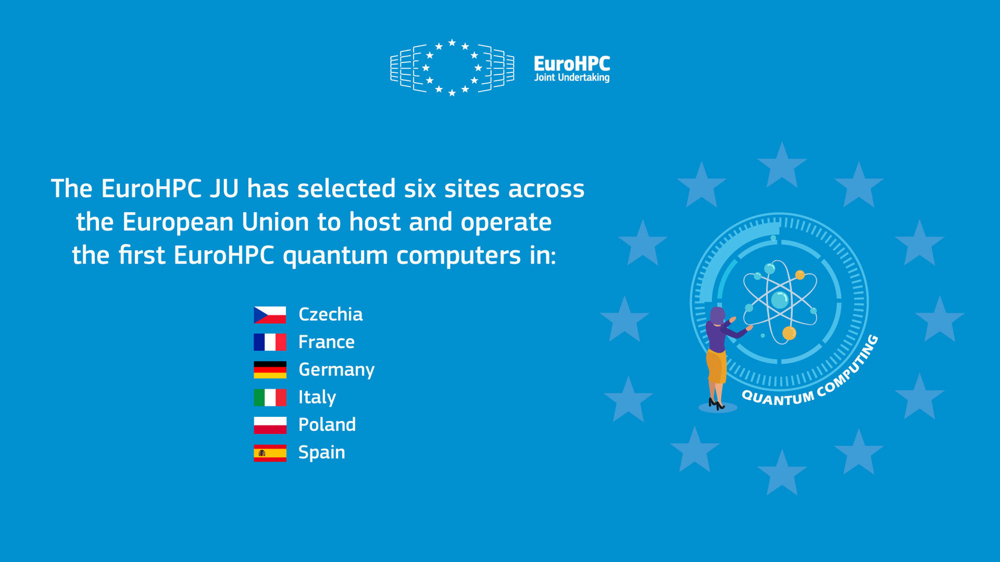 EuroHPC
Joint Undertaking
The EuroHPC JU has selected six sites across
the European Union to host and operate
the first EuroHPC quantum computers in:
Czechia
France
Germany
Italy
Poland
Spain
QUANTUM COMPUTING